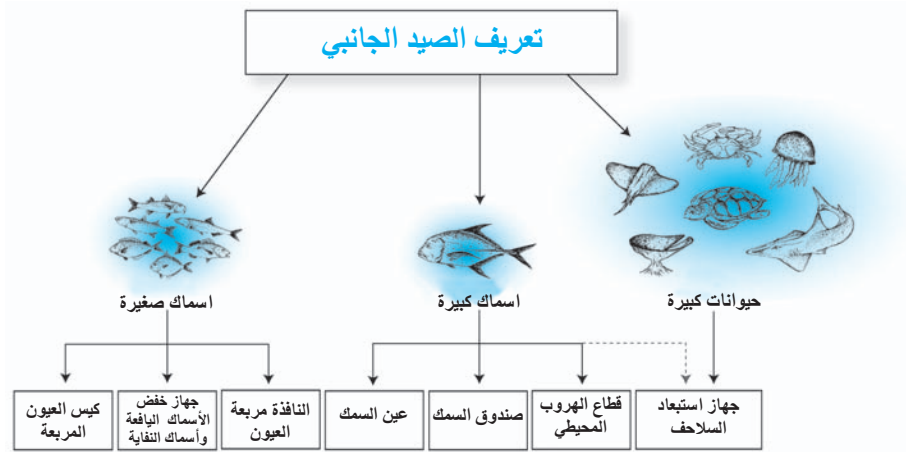 تعريف الصيد الجانبي
حيوانات كبيرة
اسماك كبيرة
اسماك صغيرة
جهاز استبعاد
السلاحف
قطاع الهروب
المحيطي
صندوق السمك
عين السمك
النافذة مربعة
العيون
جهاز خفض
الأسماك اليافعة
وأسماك النفاية
كيس العيون
المربعة